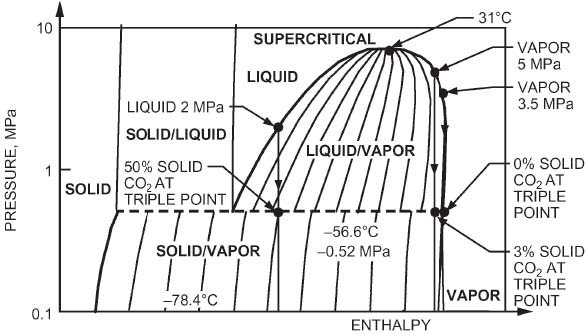 10
31°C
SUPERCRITICAL
VAPOR
5 MPa
LIQUID
VAPOR
3.5 MPa
LIQUID 2 MPa
SOLID/LIQUID
LIQUID/VAPOR
PRESSURE, MPa
1
50% SOLID
CO2 AT
TRIPLE POINT
0% SOLID
CO2 AT
TRIPLE
POINT
SOLID
–56.6°C
–0.52 MPa
SOLID/VAPOR
3% SOLID
CO2 AT
TRIPLE
POINT
–78.4°C
VAPOR
0.1
ENTHALPY